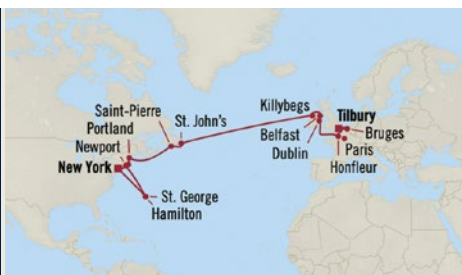 Saint-Pierre
Portland
Newport
New York
St. John's
St. George
Hamilton
Killybegs
Belfast
Dublin
Tilbury
Bruges
Paris
Honfleur